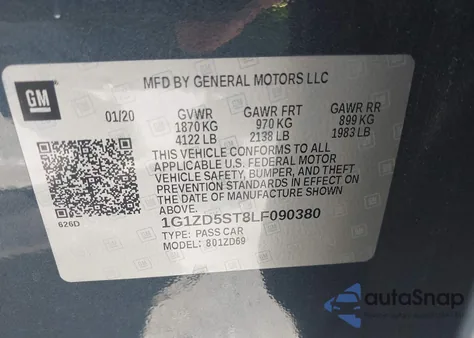 GM
MFD BY GENERAL MOTORS LLC
01/20 GVWR GAWR FRT GAWR RR
1870 KG 970 KG 899 KG
4122 LB 2138 LB 1983 LB
THIS VEHICLE CONFORMS TO ALL
APPLICABLE U.S. FEDERAL MOTOR
VEHICLE SAFETY, BUMPER, AND THEFT
PREVENTION STANDARDS IN EFFECT ON
THE DATE OF MANUFACTURE SHOWN
ABOVE.
626D
1G1ZD5ST8LF090380
TYPE: PASS CAR
MODEL: 801ZD69
autoSnap